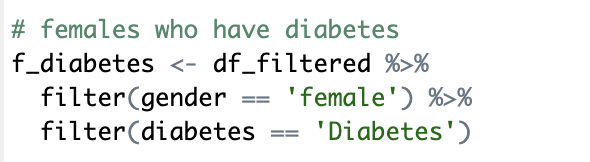 # females who have diabetes
f_diabetes <- df_filtered %>%
  filter(gender == 'female') %>%
  filter(diabetes == 'Diabetes')